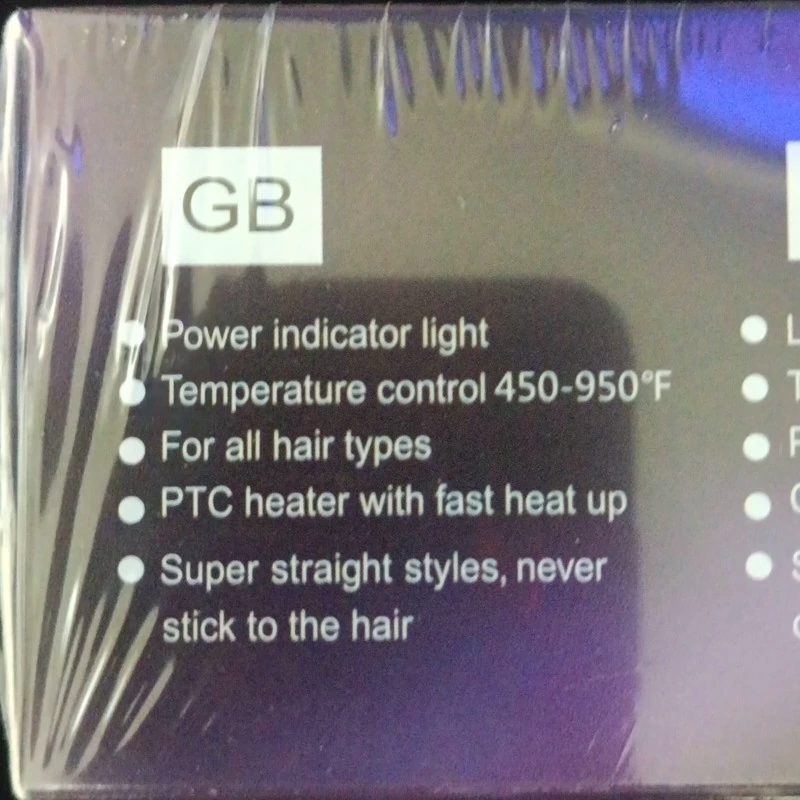 GB
● Power indicator light
● Temperature control 450-950°F
● For all hair types
● PTC heater with fast heat up
● Super straight styles, never
stick to the hair